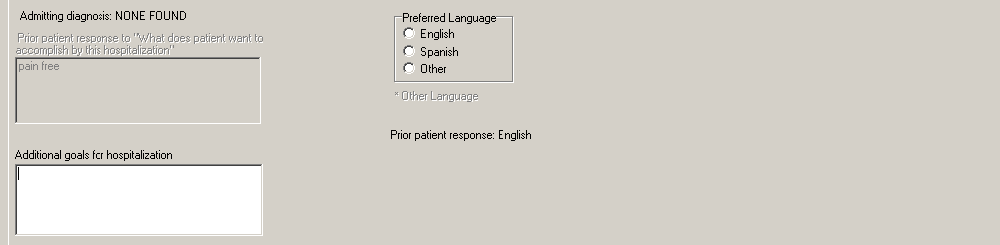 Admitting diagnosis: NONE FOUND
Prior patient response to "What does patient want to
accomplish by this hospitalization"
pain free
Additional goals for hospitalization
Preferred Language
English
Spanish
Other
* Other Language
Prior patient response: English